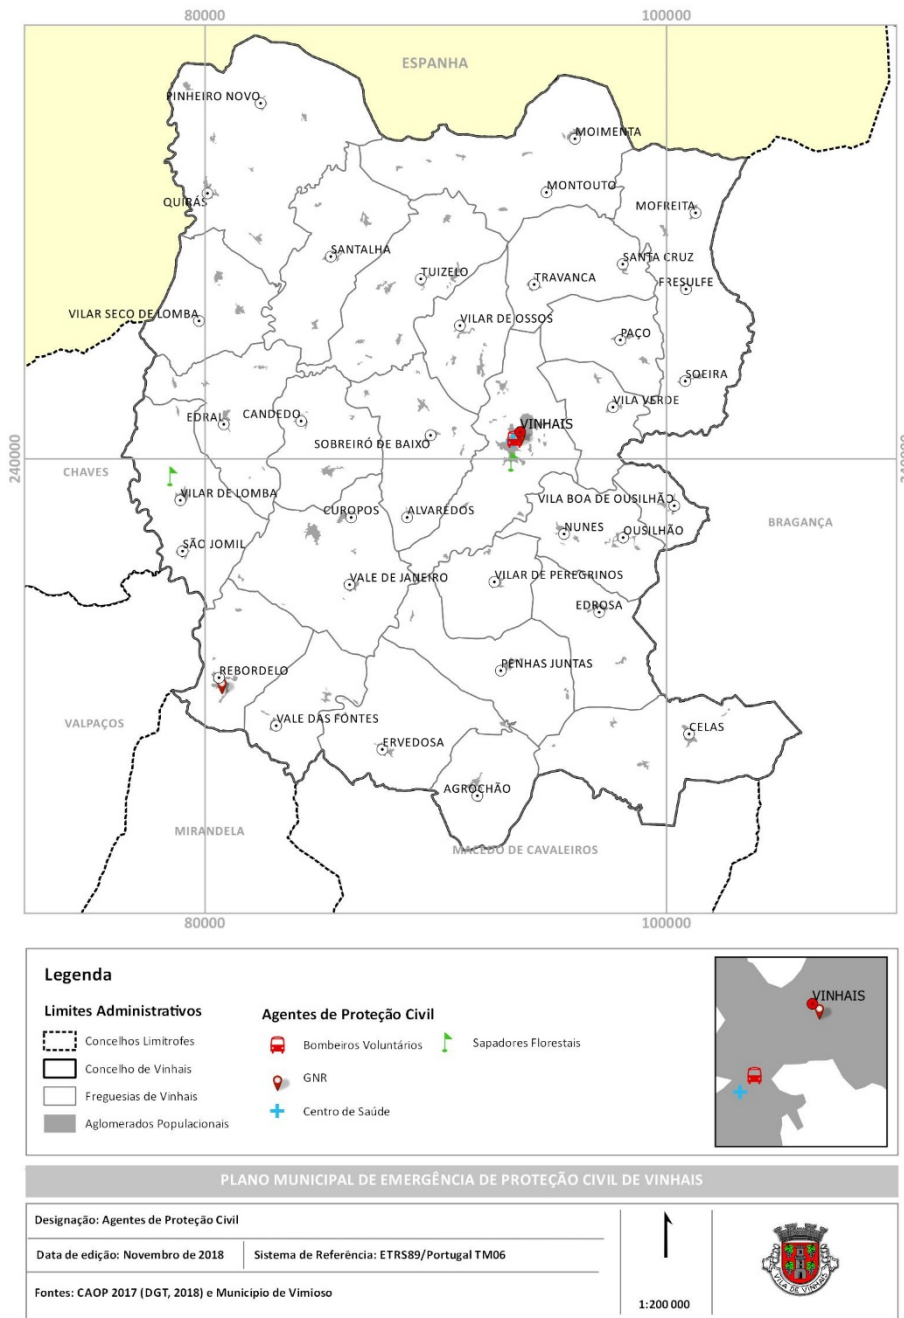 80000
100000
ESPANHA
PINHEIRO NOVO
MOIMENTA
MONTOUTO
QUIRÁS
MOFREITA
SANTALHA
SANTA CRUZ
TUIZELO
TRAVANCA
FRESULFE
VILAR SECO DE LOMBA
VILAR DE OSSOS
PAÇO
SOEIRA
VILA VERDE
EDRAL
CANDEDO
VINHAIS
SOBREIRÓ DE BAIXO
240000
240000
CHAVES
VILAR DE LOMBA
VILA BOA DE OUSILHÃO
CUROPOS
ALVAREDOS
BRAGANÇA
NUNES
OUSILHÃO
SÃO JOMIL
VALE DE JANEIRO
VILAR DE PEREGRINOS
EDROSA
REBORDELO
PENHAS JUNTAS
VALPAÇOS
VALE DAS FONTES
CELAS
ERVEDOSA
AGROCHÃO
MIRANDELA
MACEDO DE CAVALEIROS
80000
100000
Legenda
Limites Administrativos
Concelhos Limítrofes
Concelho de Vinhais
Freguesias de Vinhais
Aglomerados Populacionais
Agentes de Proteção Civil
Bombeiros Voluntários
Sapadores Florestais
GNR
Centro de Saúde
VINHAIS
PLANO MUNICIPAL DE EMERGÊNCIA DE PROTEÇÃO CIVIL DE VINHAIS
Designação: Agentes de Proteção Civil
Data de edição: Novembro de 2018
Sistema de Referência: ETRS89/Portugal TM06
Fontes: CAOP 2017 (DGT, 2018) e Municipio de Vimioso
1:200 000
VILA DE VINHAIS